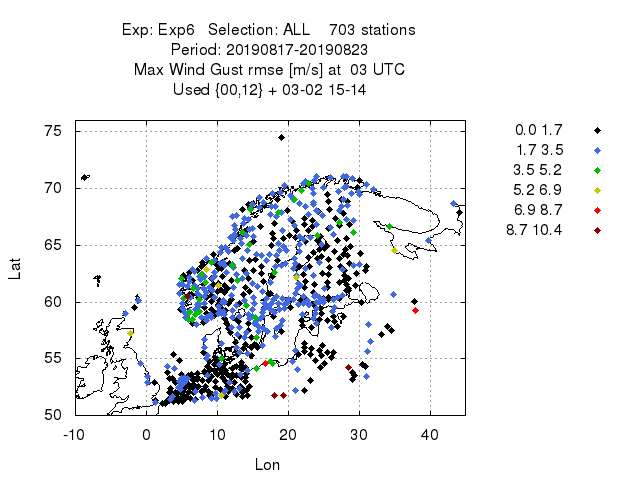 Exp: Exp6 Selection: ALL 703 stations
Period: 20190817-20190823
Max Wind Gust rmse [m/s] at 03 UTC
Used {00,12} + 03-02 15-14
0.0 1.7
1.7 3.5
3.5 5.2
5.2 6.9
6.9 8.7
8.7 10.4
75
70
65
60
55
50
Lat
-10 0 10 20 30 40
Lon